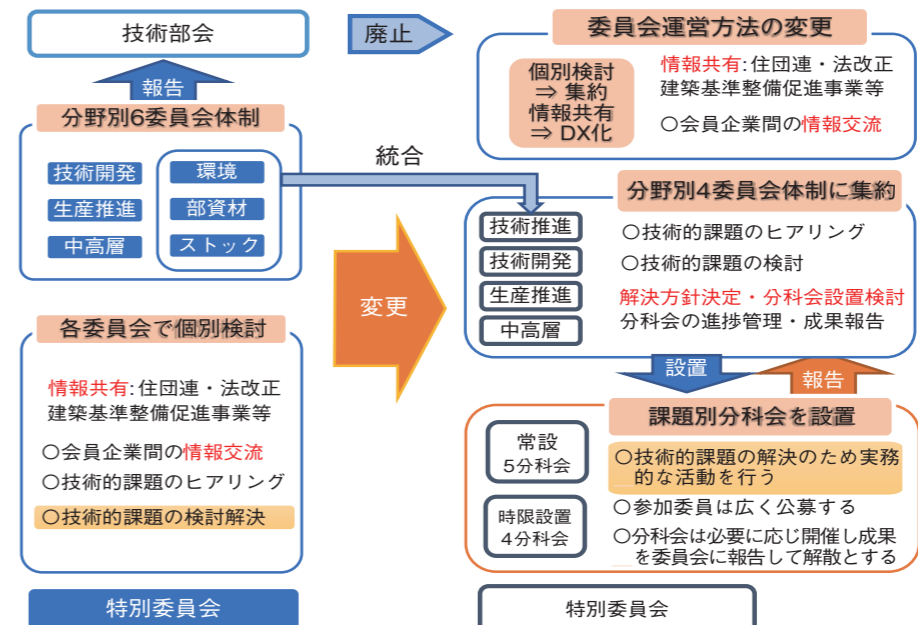 技術部会
報告
分野別6委員会体制
技術開発
生産推進
中高層
環境
部資材
ストック
統合
各委員会で個別検討
情報共有:住団連・法改正
建築基準整備促進事業等
〇会員企業間の情報交流
〇技術的課題のヒアリング
〇技術的課題の検討解決
特別委員会
廃止
変更
委員会運営方法の変更
個別検討
⇒ 集約
情報共有
⇒ DX化
情報共有:住団連・法改正
建築基準整備促進事業等
〇会員企業間の情報交流
分野別4委員会体制に集約
技術推進
技術開発
生産推進
中高層
〇技術的課題のヒアリング
〇技術的課題の検討
解決方針決定・分科会設置検討
分科会の進捗管理・成果報告
設置
報告
課題別分科会を設置
常設
5分科会
時限設置
4分科会
〇技術的課題の解決のため実務
的な活動を行う
〇参加委員は広く公募する
〇分科会は必要に応じ開催し成果
を委員会に報告して解散とする
特別委員会